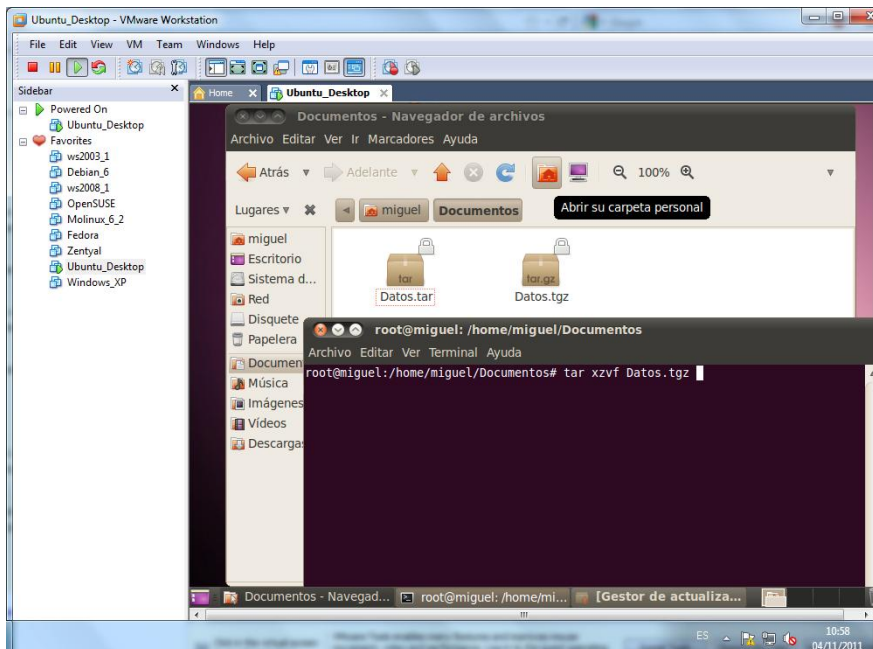 Ubuntu_Desktop - VMware Workstation
File Edit View VM Team Windows Help
Sidebar
Powered On
Ubuntu_Desktop
Favorites
ws2003_1
Debian_6
ws2008_1
OpenSUSE
Molinux_6_2
Fedora
Zentyal
Ubuntu_Desktop
Windows_XP
Home
Ubuntu_Desktop
Documentos - Navegador de archivos
Archivo Editar Ver Ir Marcadores Ayuda
Atrás Adelante 100%
Lugares miguel Documentos
Abrir su carpeta personal
miguel
Escritorio
Sistema d...
Red
Disquete
Papelera
Documen
Música
Imágenes
Vídeos
Descarga
tar
Datos.tar
tar.gz
Datos.tgz
root@miguel: /home/miguel/Documentos
Archivo Editar Ver Terminal Ayuda
root@miguel:/home/miguel/Documentos# tar xzvf Datos.tgz
Documentos - Navegad...
root@miguel: /home/mi...
[Gestor de actualiza...
ES
10:58
04/11/2011